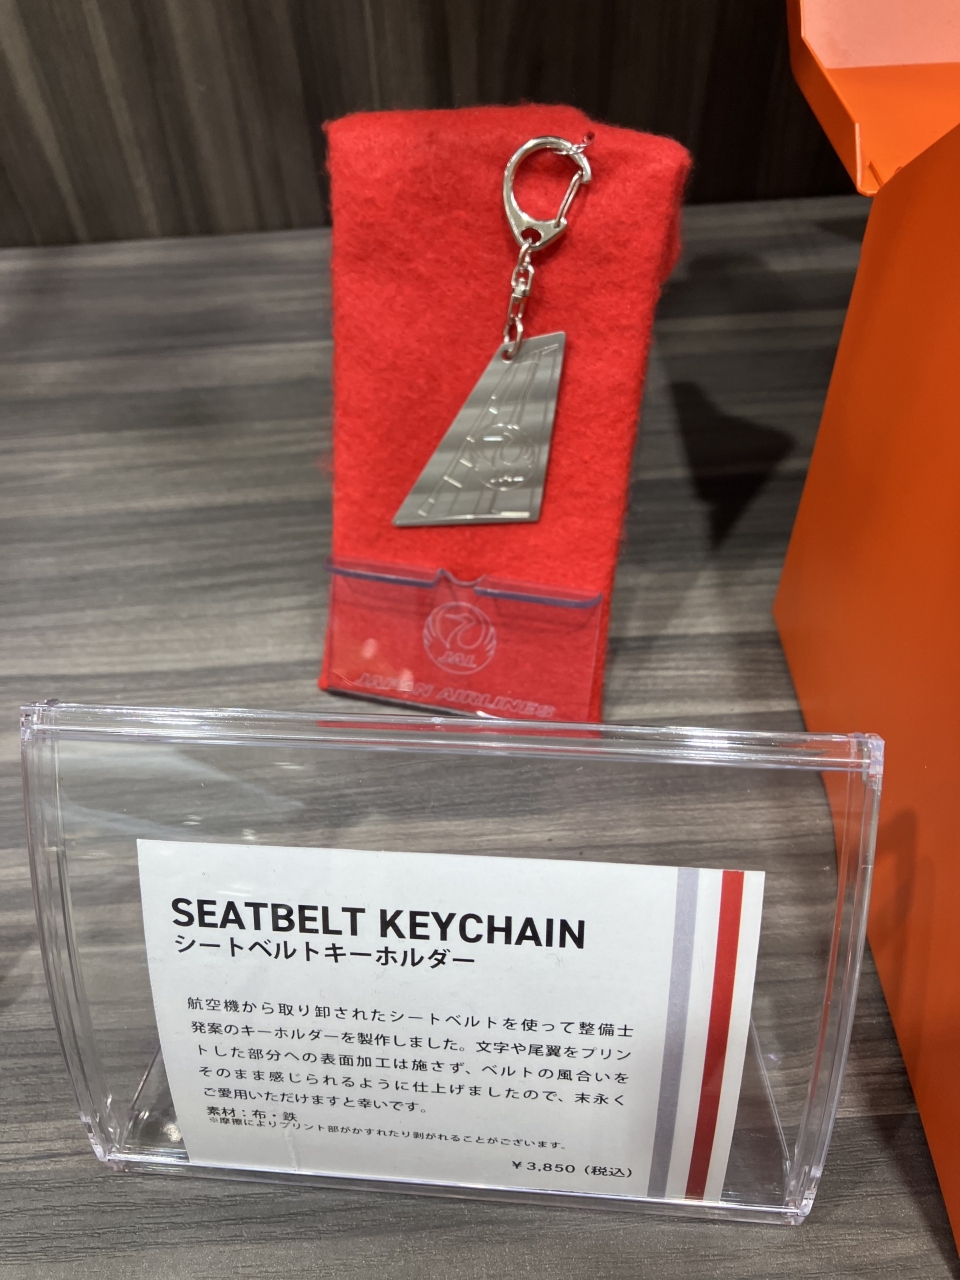 JAL
JAPAN AIRLINES
SEATBELT KEYCHAIN
シートベルトキーホルダー
航空機から取り卸されたシートベルトを使って整備士
発案のキーホルダーを製作しました。文字や尾翼をプリン
トした部分への表面加工は施さず、ベルトの風合いを
そのまま感じられるように仕上げましたので、末永く
ご愛用いただけますと幸いです。
素材：布・鉄
※摩擦によりプリント部がかすれたり剥がれることがございます。
¥3,850（税込）